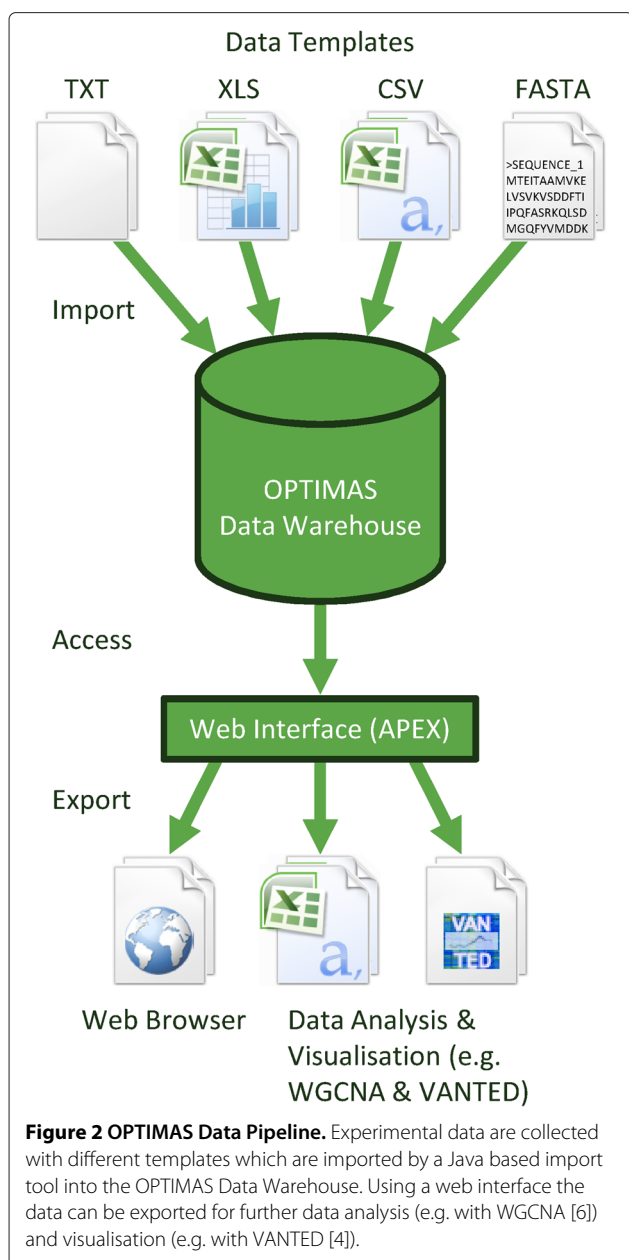 Data Templates
TXT XLS CSV FASTA
>SEQUENCE_1
MTEITAAMVKE
LVSVKVSDDFTI
IPQFASRKQLSD
MGQFYVMDDK
a,
Import
OPTIMAS
Data Warehouse
Access
Web Interface (APEX)
Export
a,
VAN
TED
Web Browser
Data Analysis &
Visualisation (e.g.
WGCNA & VANTED)
Figure 2 OPTIMAS Data Pipeline. Experimental data are collected
with different templates which are imported by a Java based import
tool into the OPTIMAS Data Warehouse. Using a web interface the
data can be exported for further data analysis (e.g. with WGCNA [6])
and visualisation (e.g. with VANTED [4]).